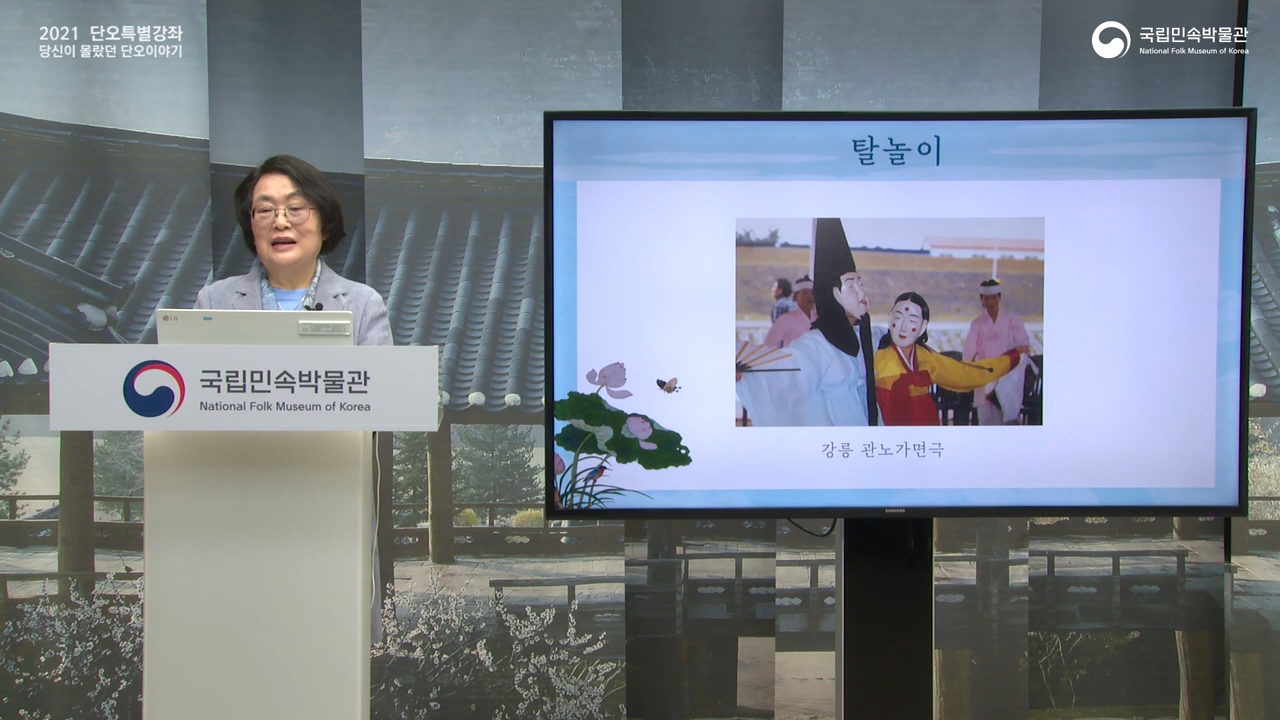 2021 단오특별강좌
당신이 몰랐던 단오이야기
국립민속박물관
National Folk Museum of Korea
탈놀이
강릉 관노가면극
LG
국립민속박물관
National Folk Museum of Korea
SAMSUNG